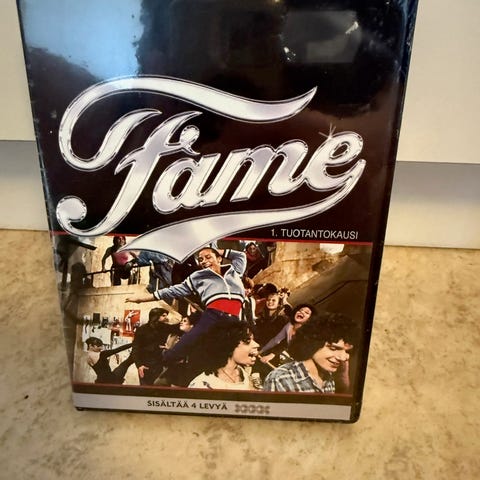 Fame
1. TUOTANTOKAUSI
SISÄLTÄÄ 4 LEVYÄ